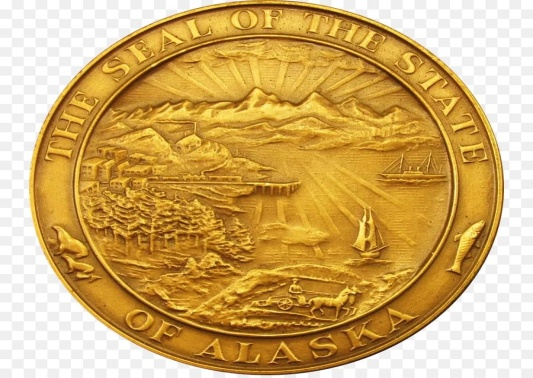 THE SEAL OF THE STATE
OF ALASKA